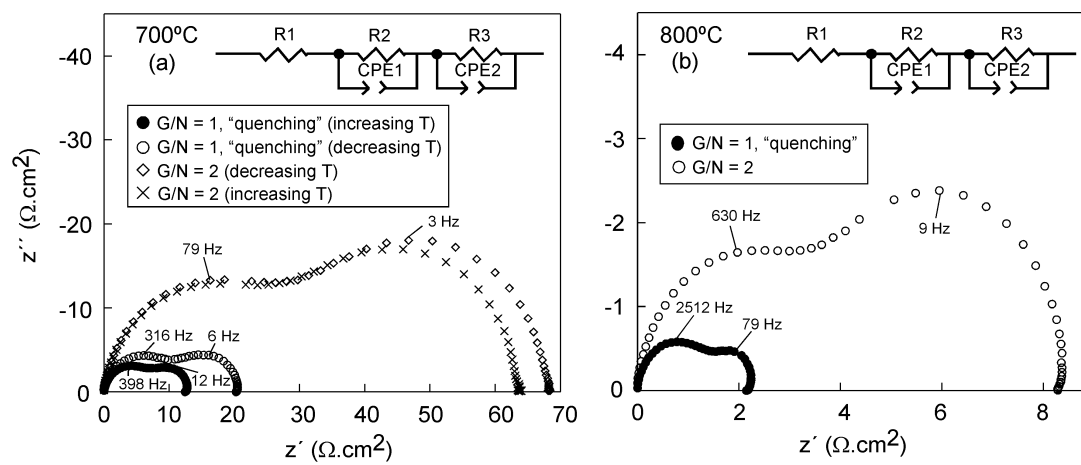 700ºC
(a)
R1 R2 R3
CPE1 CPE2
G/N = 1, “quenching” (increasing T)
G/N = 1, “quenching” (decreasing T)
G/N = 2 (decreasing T)
G/N = 2 (increasing T)
-40
-30
-20
-10
0
z´´ (Ω.cm2)
79 Hz
3 Hz
316 Hz
6 Hz
398 Hz
12 Hz
0 10 20 30 40 50 60 70
z´ (Ω.cm2)
800ºC
(b)
R1 R2 R3
CPE1 CPE2
G/N = 1, “quenching”
G/N = 2
-4
-3
-2
-1
0
630 Hz
9 Hz
2512 Hz
79 Hz
0 2 4 6 8
z´ (Ω.cm2)